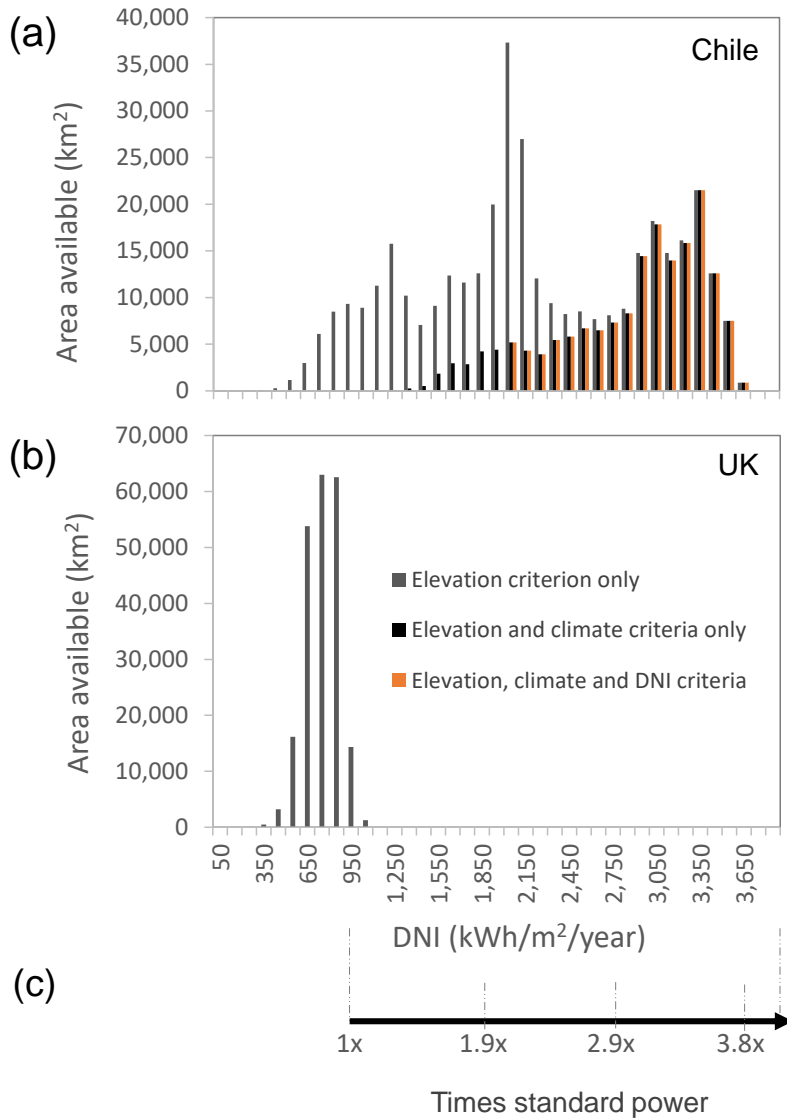 (a)
Chile
Area available (km²)
40,000
35,000
30,000
25,000
20,000
15,000
10,000
5,000
0
(b)
UK
Area available (km²)
70,000
60,000
50,000
40,000
30,000
20,000
10,000
0
Elevation criterion only
Elevation and climate criteria only
Elevation, climate and DNI criteria
50
350
650
950
1,250
1,550
1,850
2,150
2,450
2,750
3,050
3,350
3,650
DNI (kWh/m²/year)
(c)
1x
1.9x
2.9x
3.8x
Times standard power